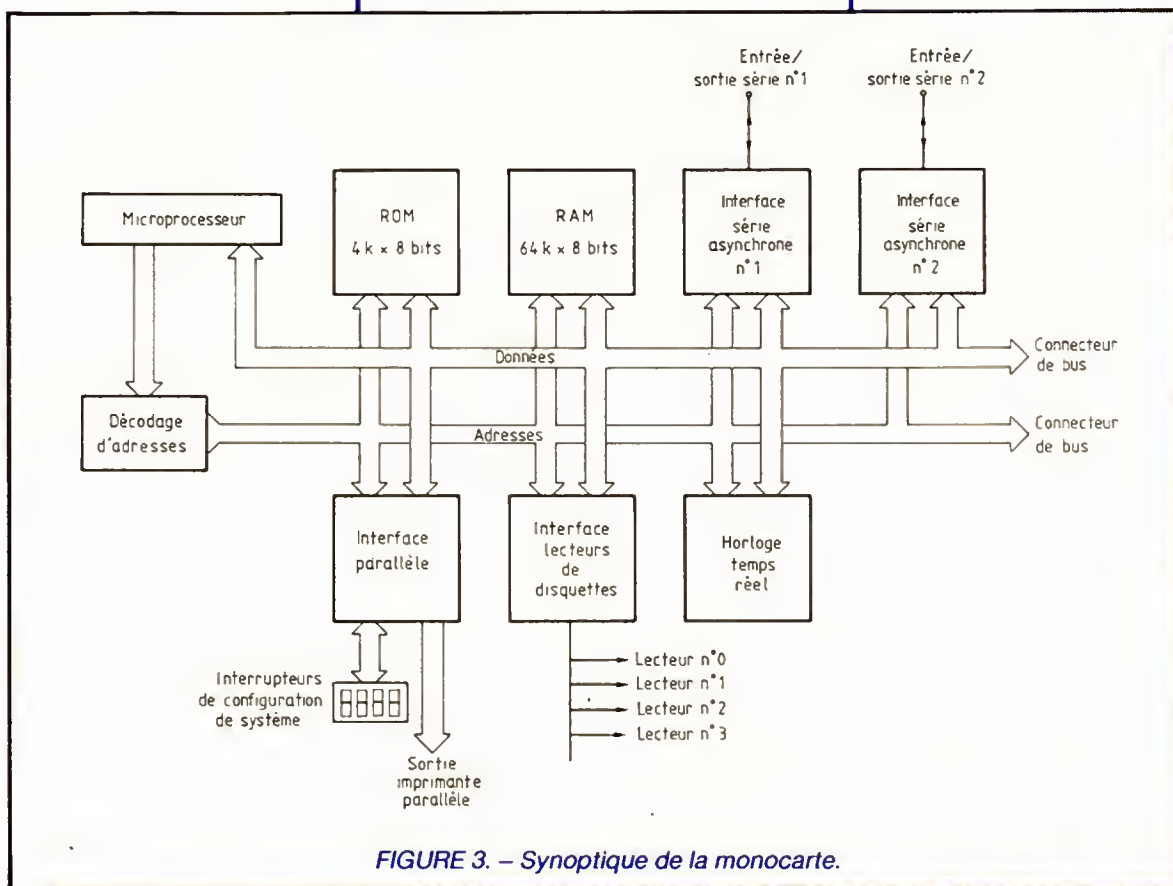 Entrée/
sortie série n°1
Entrée/
sortie série n°2
Microprocesseur
ROM
4 k × 8 bits
RAM
64 k × 8 bits
Interface
série
asynchrone
n°1
Interface
série
asynchrone
n°2
Données
Connecteur
de bus
Décodage
d'adresses
Adresses
Connecteur
de bus
Interface
parallèle
Interface
lecteurs
de
disquettes
Horloge
temps
réel
Interrupteurs
de configuration
de système
Lecteur n°0
Lecteur n°1
Lecteur n°2
Lecteur n°3
Sortie
imprimante
parallèle
FIGURE 3. – Synoptique de la monocarte.